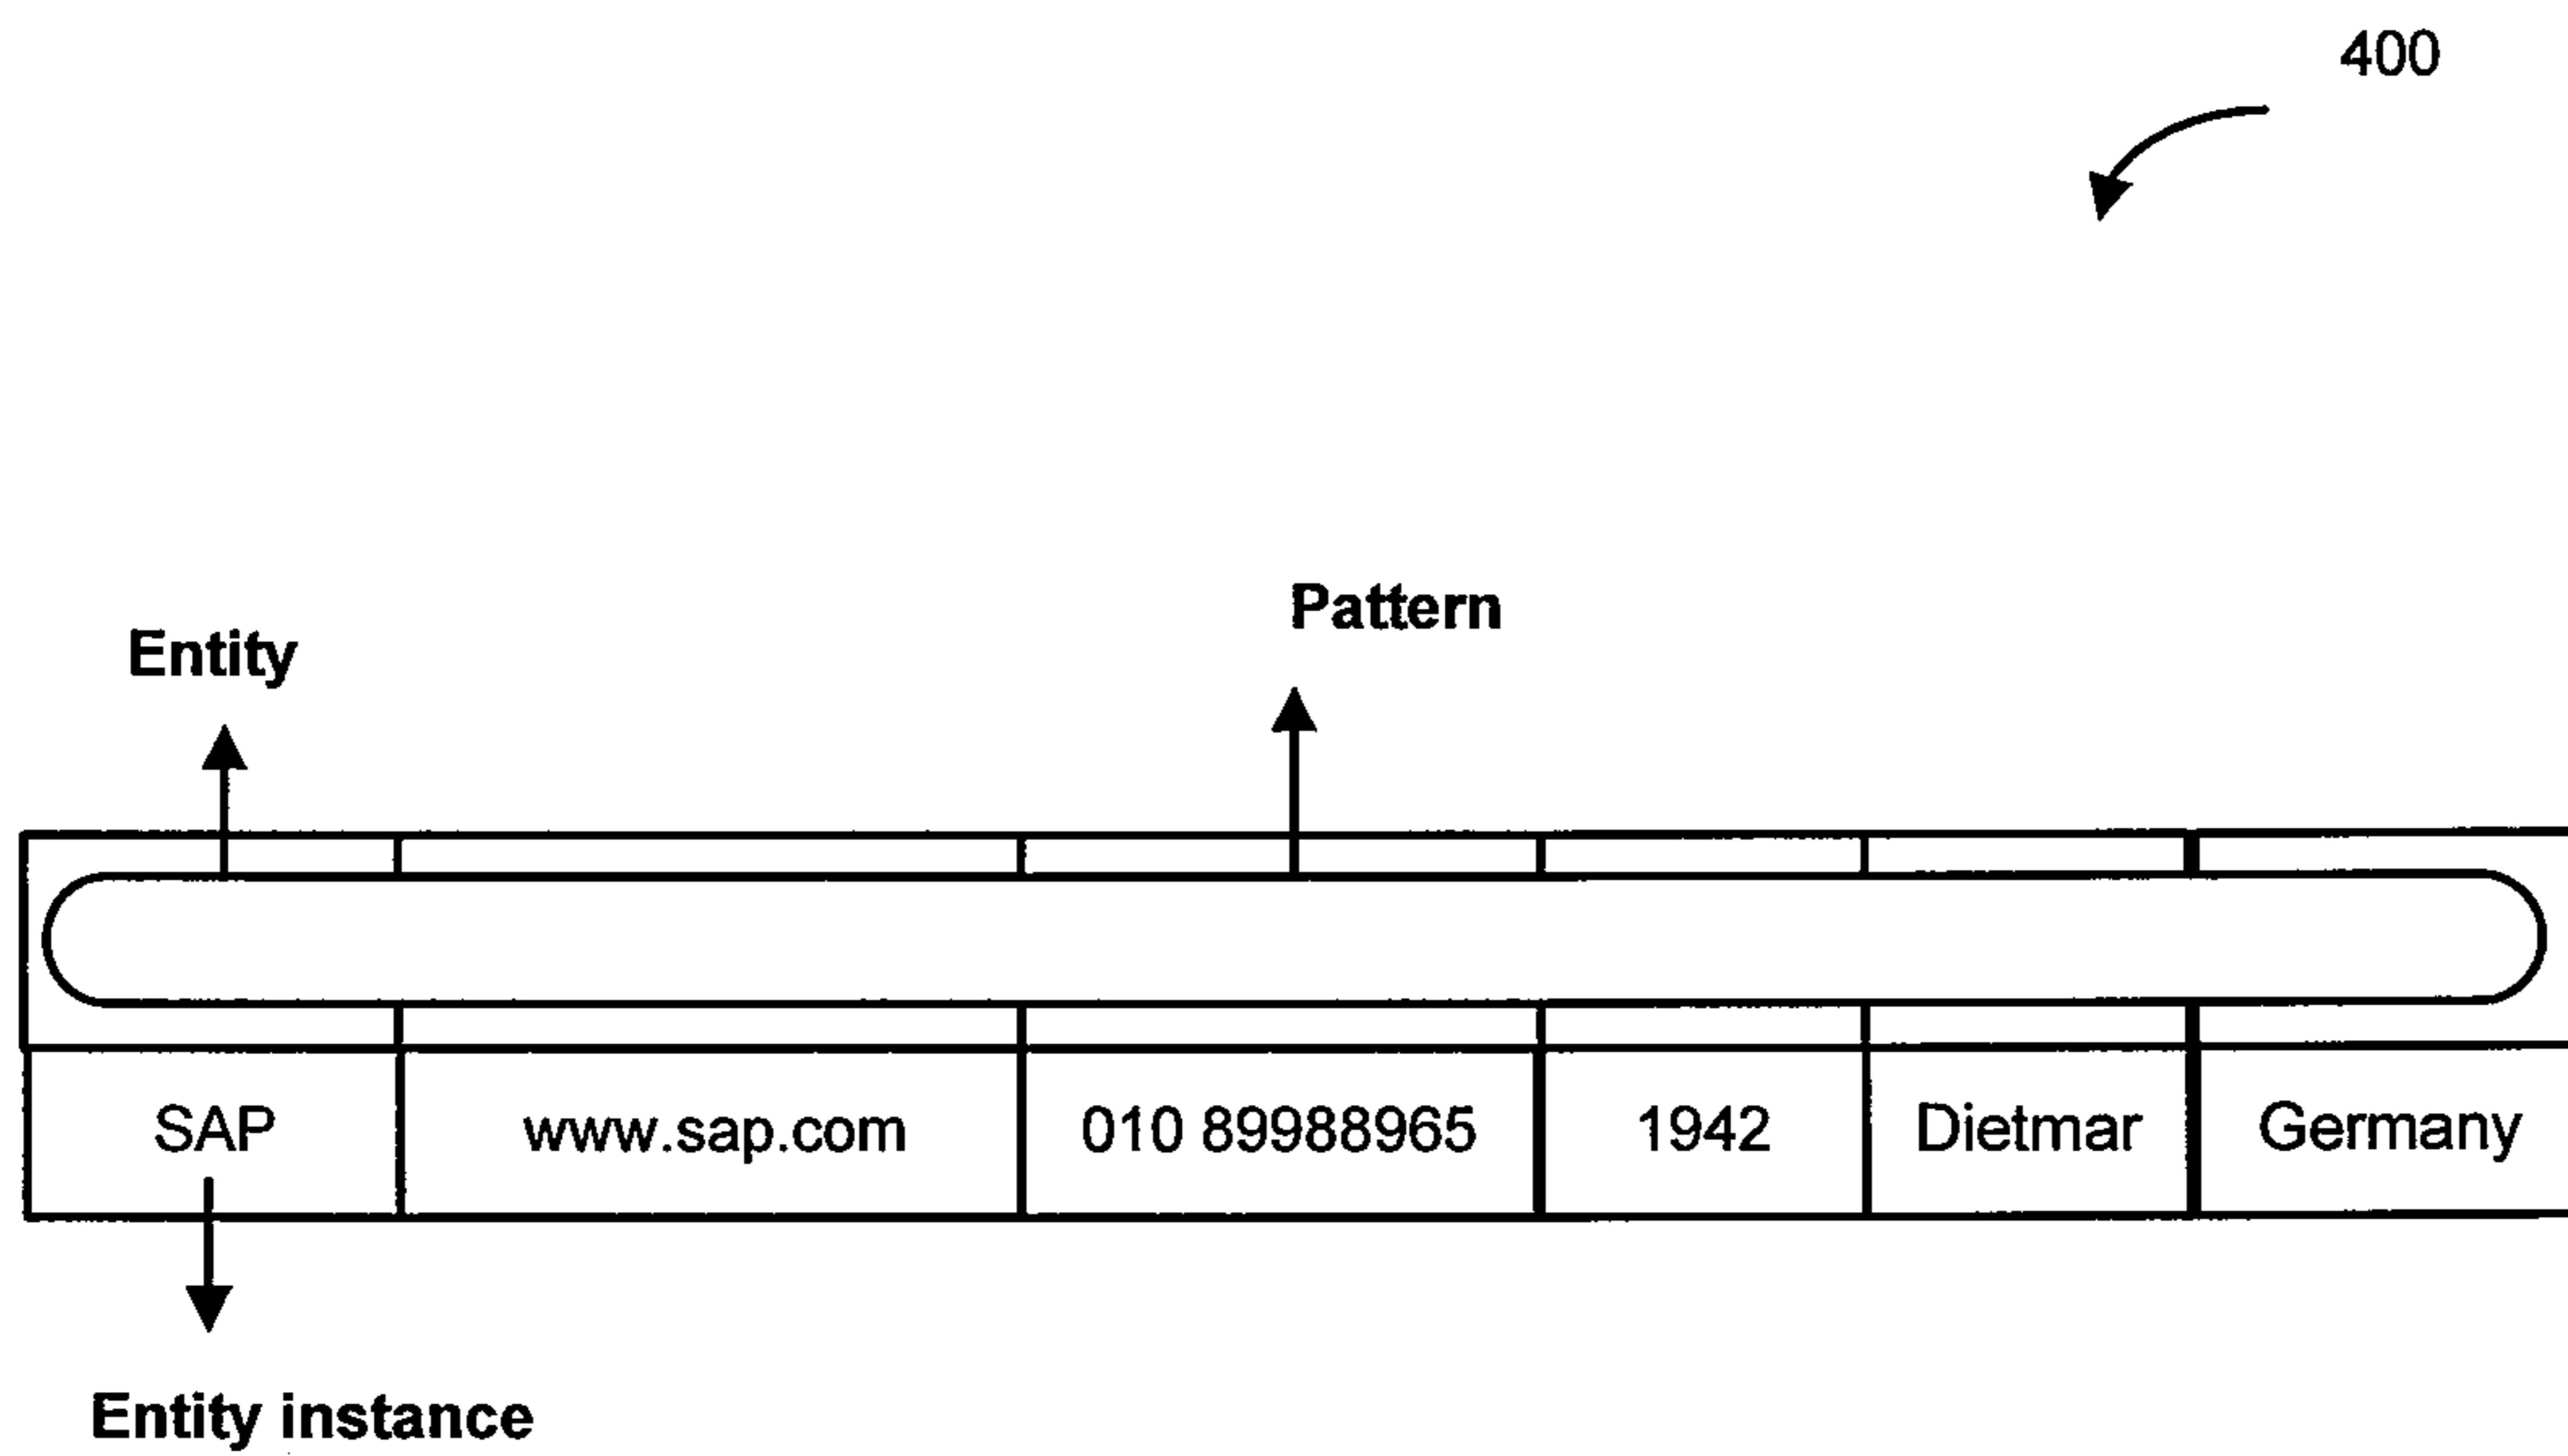 400
Pattern
Entity
SAP www.sap.com 010 89988965 1942 Dietmar Germany
Entity instance